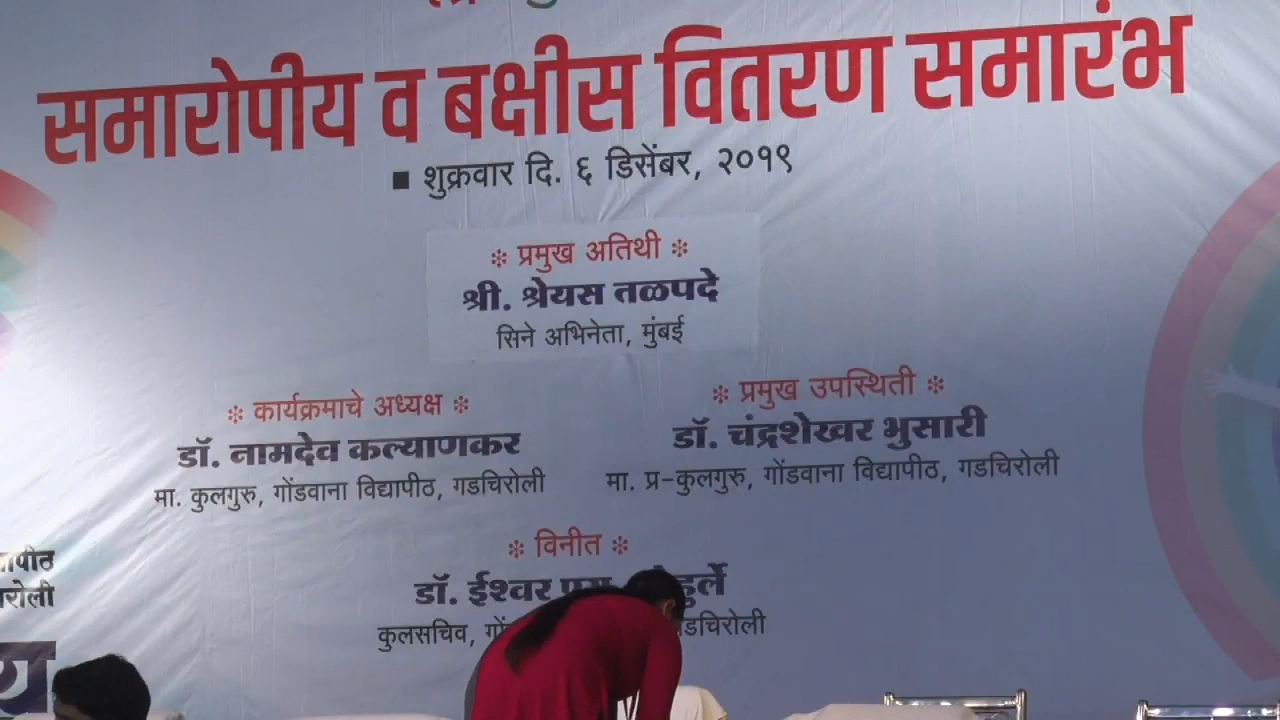 समारोपीय व बक्षीस वितरण समारंभ
■ शुक्रवार दि. ६ डिसेंबर, २०१९
❇ प्रमुख अतिथी ❇
श्री. श्रेयस तळपदे
सिने अभिनेता, मुंबई
❇ कार्यक्रमाचे अध्यक्ष ❇
डॉ. नामदेव कल्याणकर
मा. कुलगुरु, गोंडवाना विद्यापीठ, गडचिरोली
❇ प्रमुख उपस्थिती ❇
डॉ. चंद्रशेखर भुसारी
मा. प्र-कुलगुरु, गोंडवाना विद्यापीठ, गडचिरोली
❇ विनीत ❇
डॉ. ईश्वर
कुलसचिव,